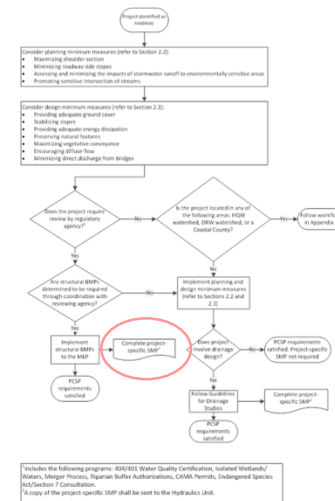 Project identified as
roadway
Consider planning minimum measures (refer to Section 2.2):
• Maximizing shoulder section
• Minimizing roadway side slopes
• Assessing and minimizing the impacts of stormwater runoff to environmentally sensitive areas
• Promoting sensitive intersection of streams
Consider design minimum measures (refer to Section 2.3):
• Providing adequate ground cover
• Stabilizing slopes
• Providing adequate energy dissipation
• Preserving natural features
• Maximizing vegetative conveyance
• Encouraging diffuse flow
• Minimizing direct discharge from bridges
Does the project require
review by regulatory
agency?¹
No
Is the project located in any of
the following areas: HQW
watershed, ORW watershed, or a
Coastal County?
Yes
Follow workflo
in Appendix
Yes
No
Are structural BMPs
determined to be required
through coordination with
reviewing agency?
No
Implement planning and
design minimum measures
(refer to Sections 2.2 and
2.3)
Yes
Implement
structural BMPs
to the MEP
Complete project-
specific SMP²
Does project
involve drainage
design?
No
PCSP requirements
satisfied. Project-specific
SMP not required
PCSP
requirements
satisfied
Yes
Follow Guidelines
for Drainage
Studies
Complete project-
specific SMP²
PCSP
requirements
satisfied
¹Includes the following programs: 404/401 Water Quality Certification, Isolated Wetlands/
Waters, Merger Process, Riparian Buffer Authorizations, CAMA Permits, Endangered Species
Act/Section 7 Consultation.
²A copy of the project-specific SMP shall be sent to the Hydraulics Unit.